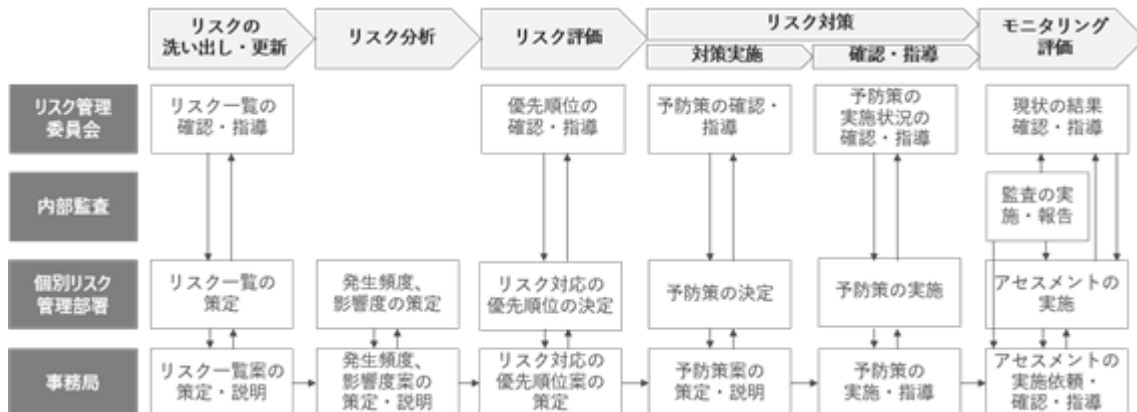 リスクの
洗い出し・更新
リスク分析
リスク評価
リスク対策
対策実施
確認・指導
モニタリング
評価
リスク管理
委員会
リスク一覧の
確認・指導
優先順位の
確認・指導
予防策の確認・
指導
予防策の
実施状況の
確認・指導
現状の結果
確認・指導
内部監査
監査の実
施・報告
個別リスク
管理部署
リスク一覧の
策定
発生頻度、
影響度の策定
リスク対応の
優先順位の決定
予防策の決定
予防策の実施
アセスメントの
実施
事務局
リスク一覧案の
策定・説明
発生頻度、
影響度案の
策定・説明
リスク対応の
優先順位案の
策定
予防策案の
策定・説明
予防策の
実施・指導
アセスメントの
実施依頼・
確認・指導